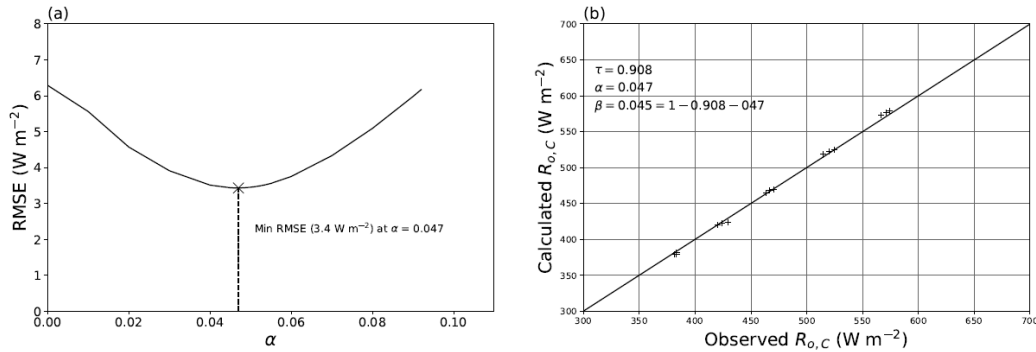 (a)
8
7
6
5
4
3
2
1
0
RMSE (W m⁻²)
Min RMSE (3.4 W m⁻²) at α = 0.047
0.00 0.02 0.04 0.06 0.08 0.10
α
(b)
700
650
600
550
500
450
400
350
300
Calculated R_{o,C} (W m⁻²)
τ = 0.908
α = 0.047
β = 0.045 = 1 − 0.908 − 047
300 350 400 450 500 550 600 650 700
Observed R_{o,C} (W m⁻²)